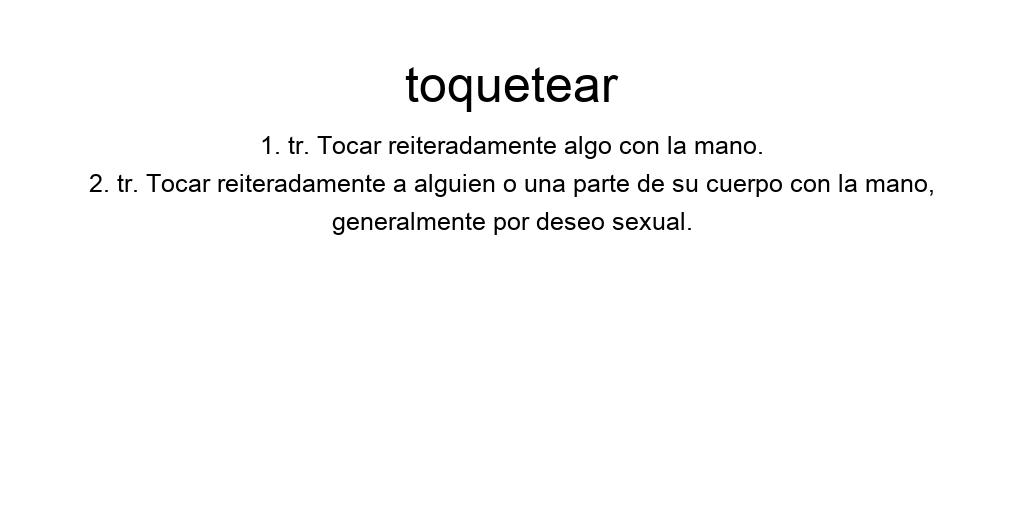 toquetear
1. tr. Tocar reiteradamente algo con la mano.
2. tr. Tocar reiteradamente a alguien o una parte de su cuerpo con la mano,
generalmente por deseo sexual.